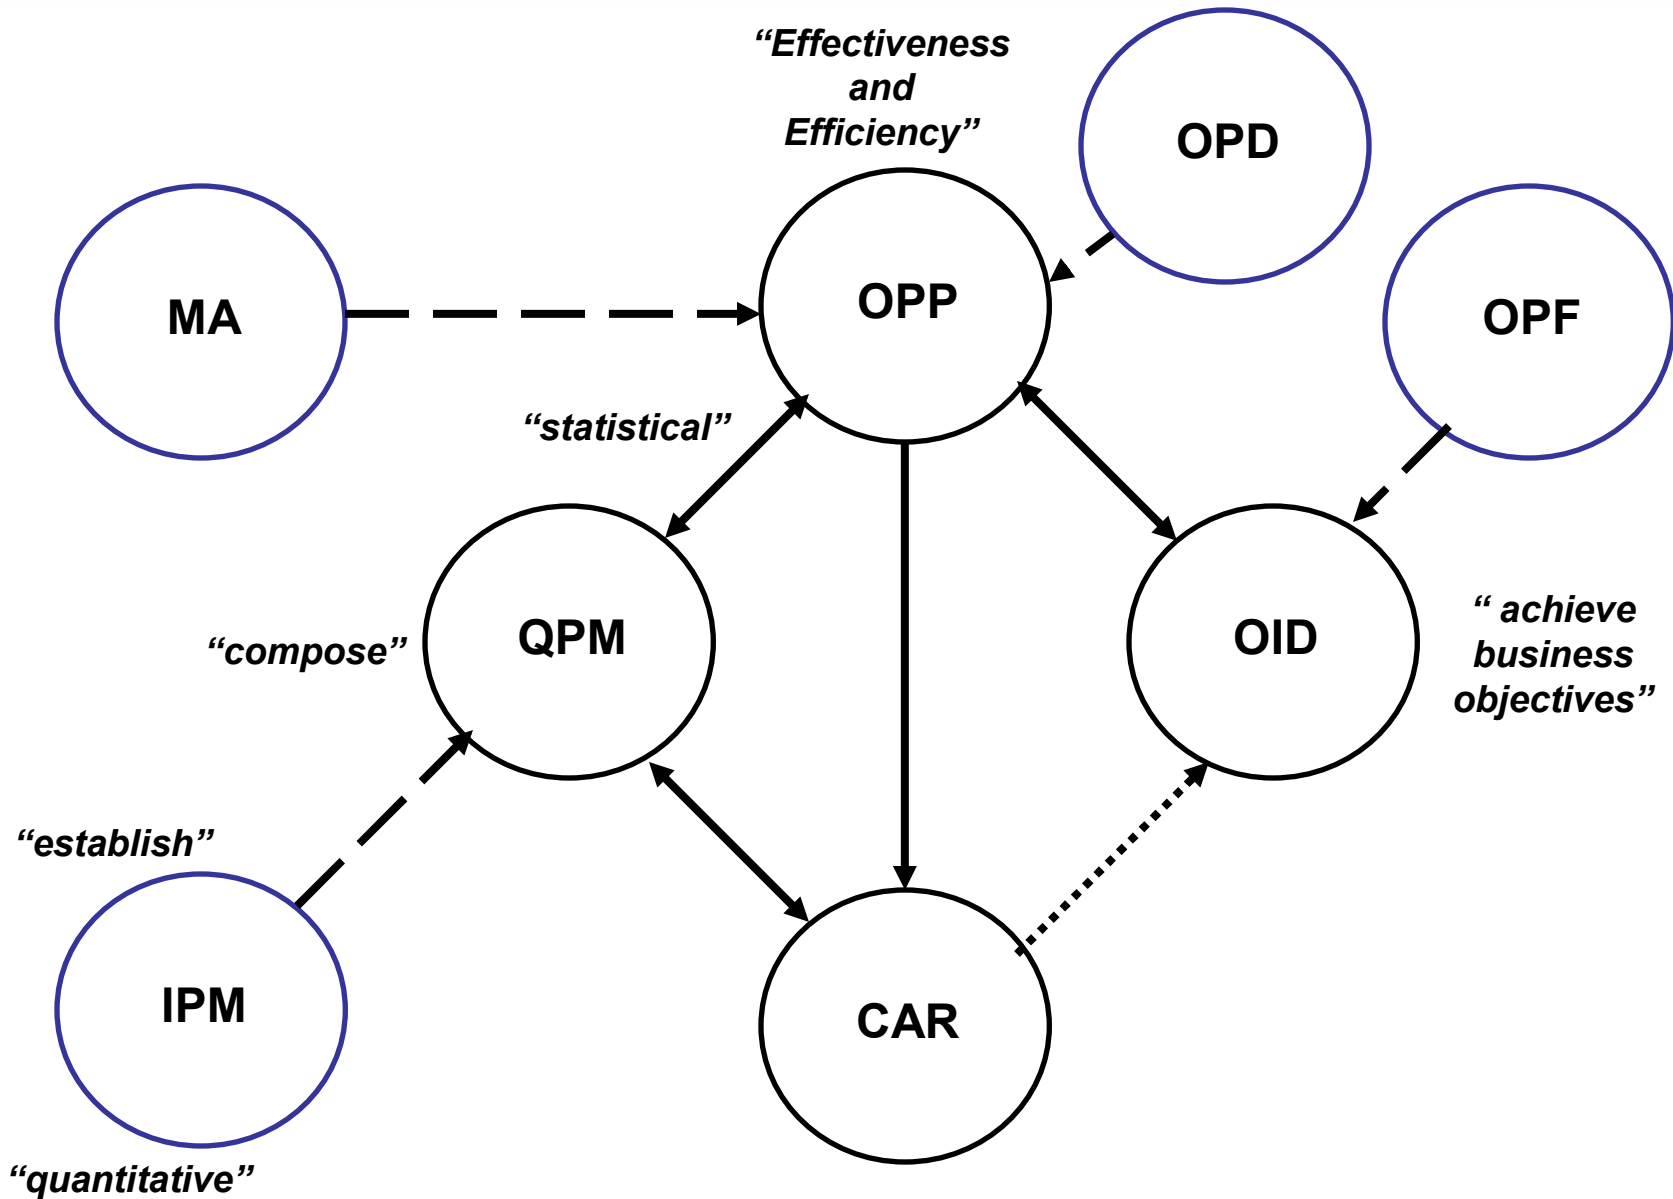 “Effectiveness
and
Efficiency”
OPD
MA
OPP
OPF
“statistical”
“compose”
QPM
OID
“ achieve
business
objectives”
“establish”
IPM
CAR
“quantitative”